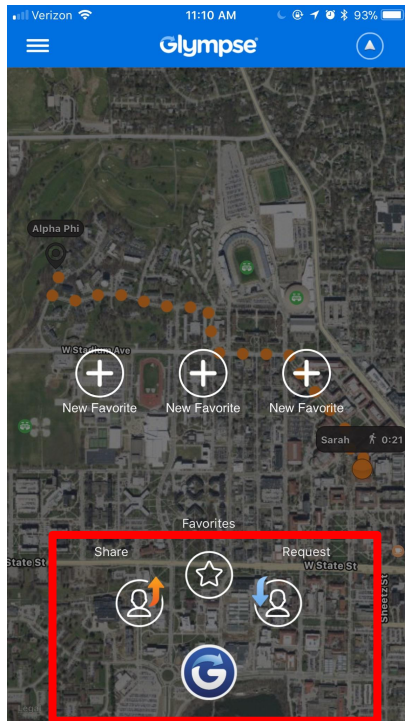 Verizon 11:10 AM 93%
Glympse
Alpha Phi
W Stadium Ave
New Favorite New Favorite New Favorite
Sarah 0:21
Favorites
Share Request
State St W State St
Sheetz St
Legal